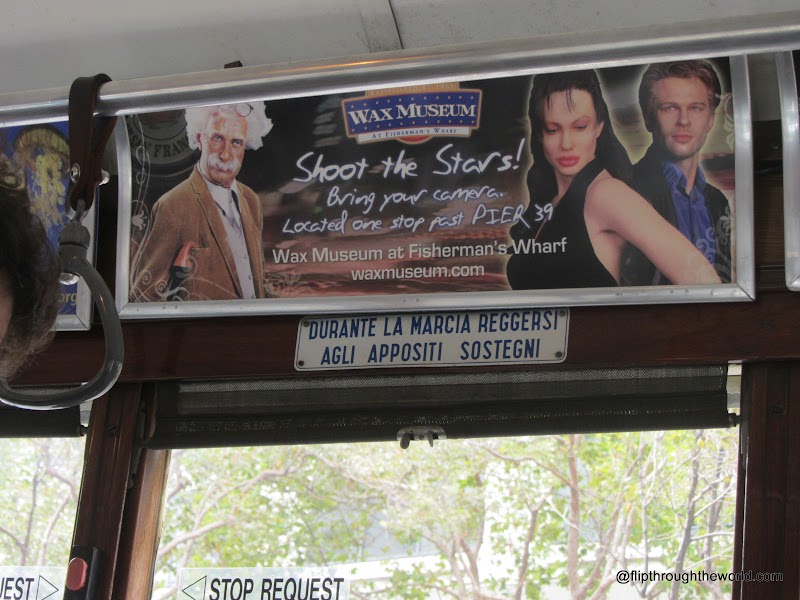 WAX MUSEUM
AT FISHERMAN'S WHARF
Shoot the Stars!
Bring your camera.
Located one stop past PIER 39
Wax Museum at Fisherman's Wharf
waxmuseum.com
DURANTE LA MARCIA REGGERSI
AGLI APPOSITI SOSTEGNI
UEST
STOP REQUEST
@flipthroughtheworld.com